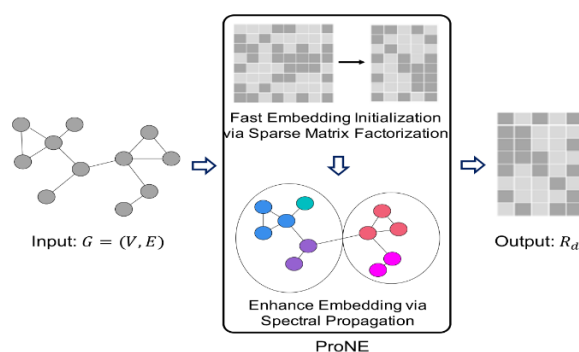 Fast Embedding Initialization
via Sparse Matrix Factorization
Input: G = (V, E)
Output: R_d
Enhance Embedding via
Spectral Propagation
ProNE